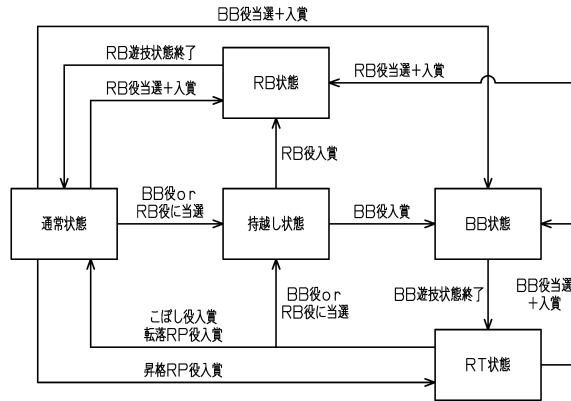 BB役当選+入賞
RB遊技状態終了
RB状態
RB役当選+入賞
RB役当選+入賞
RB役入賞
通常状態
BB役or
RB役に当選
持越し状態
BB役入賞
BB状態
こぼし役入賞
転落RP役入賞
BB役or
RB役に当選
BB遊技状態終了
BB役当選
+入賞
昇格RP役入賞
RT状態